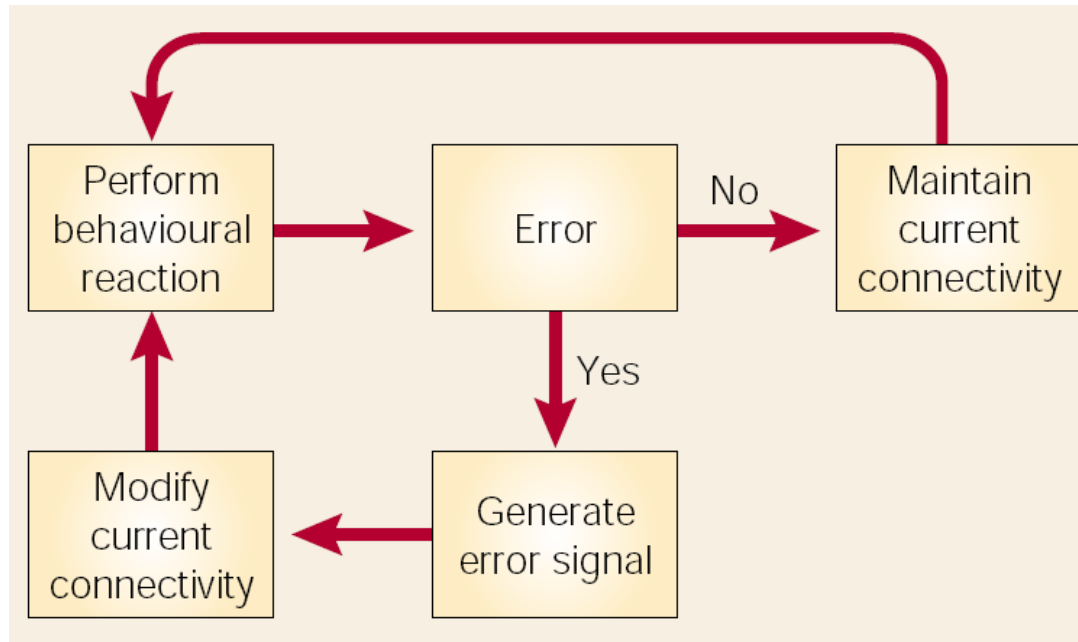 Perform
behavioural
reaction
Error
No
Maintain
current
connectivity
Yes
Modify
current
connectivity
Generate
error signal